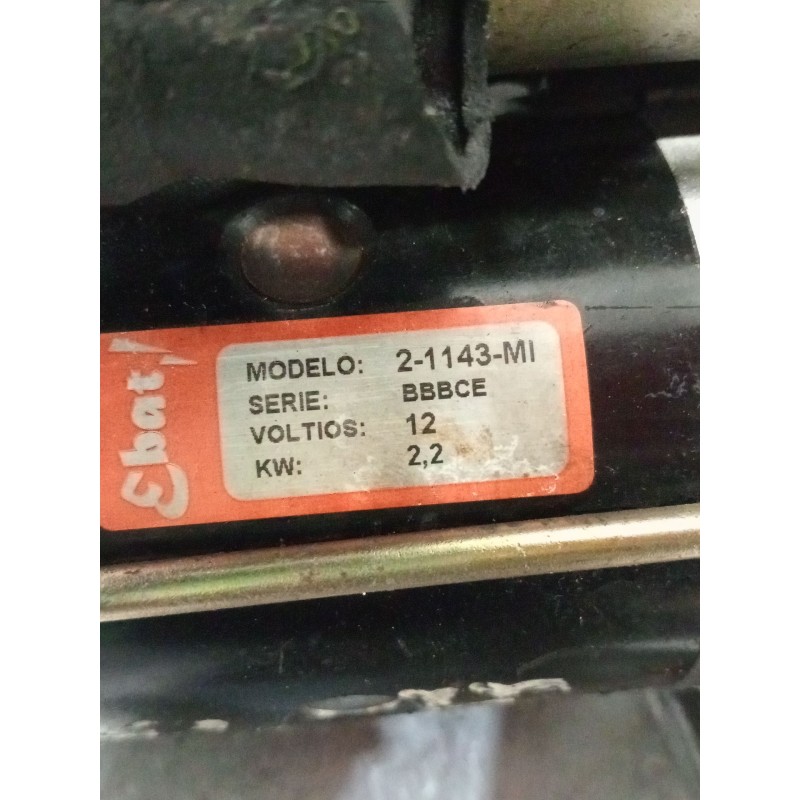 Ebat
MODELO: 2-1143-MI
SERIE: BBBCE
VOLTIOS: 12
KW: 2,2